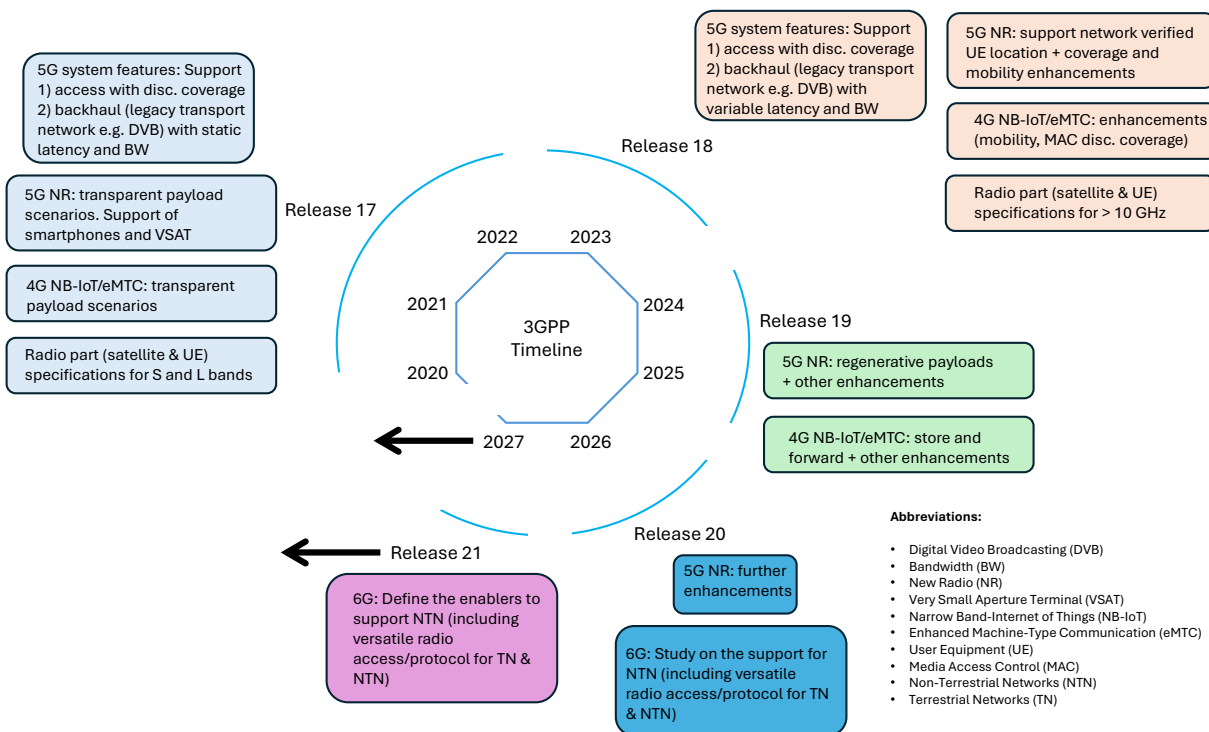 5G system features: Support
1) access with disc. coverage
2) backhaul (legacy transport
network e.g. DVB) with static
latency and BW
5G NR: transparent payload
scenarios. Support of
smartphones and VSAT
4G NB-IoT/eMTC: transparent
payload scenarios
Radio part (satellite & UE)
specifications for S and L bands
Release 17
5G system features: Support
1) access with disc. coverage
2) backhaul (legacy transport
network e.g. DVB) with
variable latency and BW
5G NR: support network verified
UE location + coverage and
mobility enhancements
4G NB-IoT/eMTC: enhancements
(mobility, MAC disc. coverage)
Radio part (satellite & UE)
specifications for > 10 GHz
Release 18
2022
2023
2021
2024
3GPP
Timeline
2020
2025
2027
2026
Release 19
5G NR: regenerative payloads
+ other enhancements
4G NB-IoT/eMTC: store and
forward + other enhancements
Release 20
5G NR: further
enhancements
6G: Study on the support for
NTN (including versatile
radio access/protocol for TN
& NTN)
Release 21
6G: Define the enablers to
support NTN (including
versatile radio
access/protocol for TN &
NTN)
Abbreviations:
• Digital Video Broadcasting (DVB)
• Bandwidth (BW)
• New Radio (NR)
• Very Small Aperture Terminal (VSAT)
• Narrow Band-Internet of Things (NB-IoT)
• Enhanced Machine-Type Communication (eMTC)
• User Equipment (UE)
• Media Access Control (MAC)
• Non-Terrestrial Networks (NTN)
• Terrestrial Networks (TN)